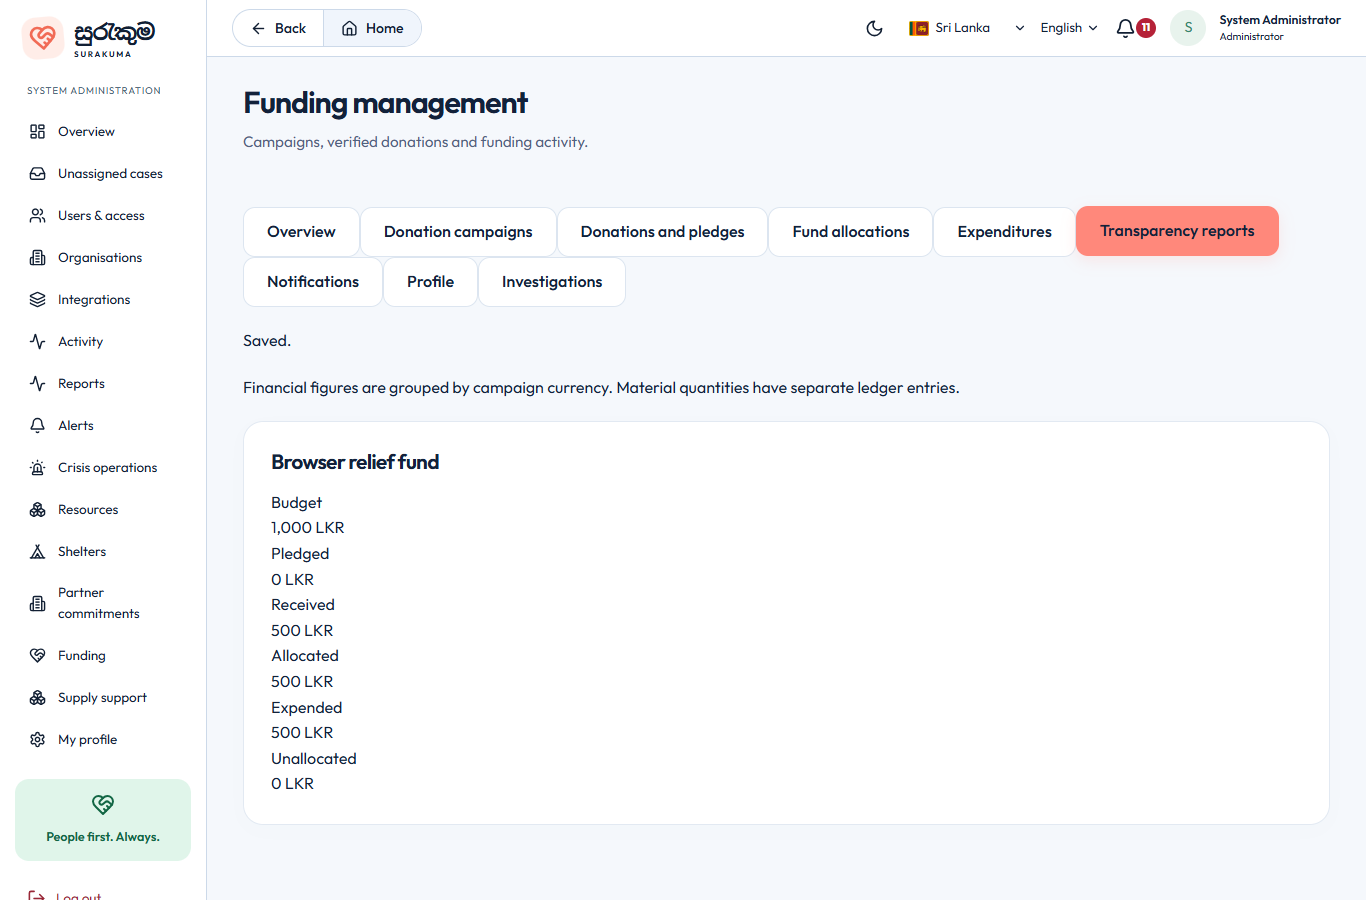 සුරැකුම
SURAKUMA
SYSTEM ADMINISTRATION
Overview
Unassigned cases
Users & access
Organisations
Integrations
Activity
Reports
Alerts
Crisis operations
Resources
Shelters
Partner
commitments
Funding
Supply support
My profile
People first. Always.
Log out
Back
Home
Sri Lanka
English
11
S
System Administrator
Administrator
Funding management
Campaigns, verified donations and funding activity.
Overview
Donation campaigns
Donations and pledges
Fund allocations
Expenditures
Transparency reports
Notifications
Profile
Investigations
Saved.
Financial figures are grouped by campaign currency. Material quantities have separate ledger entries.
Browser relief fund
Budget
1,000 LKR
Pledged
0 LKR
Received
500 LKR
Allocated
500 LKR
Expended
500 LKR
Unallocated
0 LKR